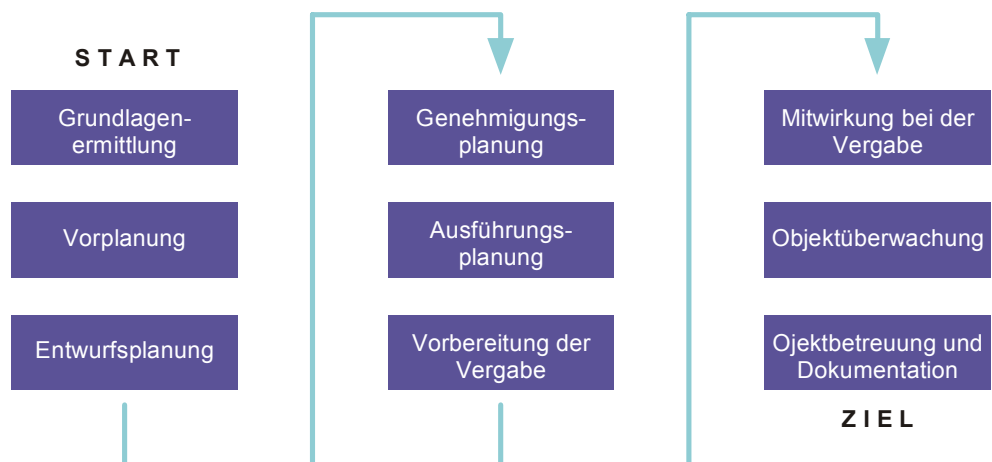 START
Grundlagen-
ermittlung
Vorplanung
Entwurfsplanung
Genehmigungs-
planung
Ausführungs-
planung
Vorbereitung der
Vergabe
Mitwirkung bei der
Vergabe
Objektüberwachung
Ojektbetreuung und
Dokumentation
ZIEL